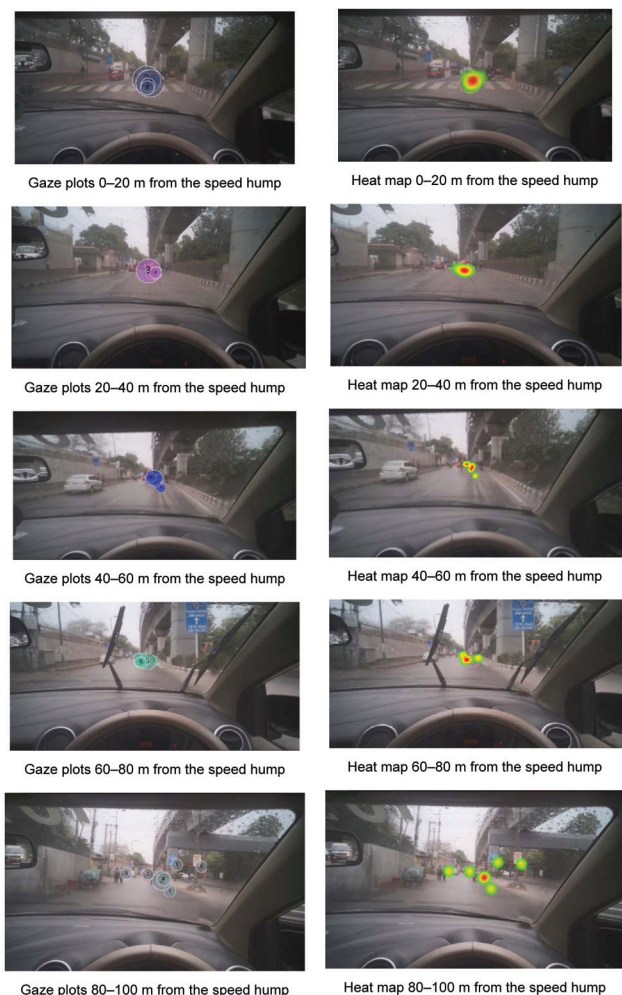 Gaze plots 0–20 m from the speed hump
Heat map 0–20 m from the speed hump
3
Gaze plots 20–40 m from the speed hump
Heat map 20–40 m from the speed hump
Gaze plots 40–60 m from the speed hump
Heat map 40–60 m from the speed hump
Gaze plots 60–80 m from the speed hump
Heat map 60–80 m from the speed hump
Gaze plots 80–100 m from the speed hump
Heat map 80–100 m from the speed hump